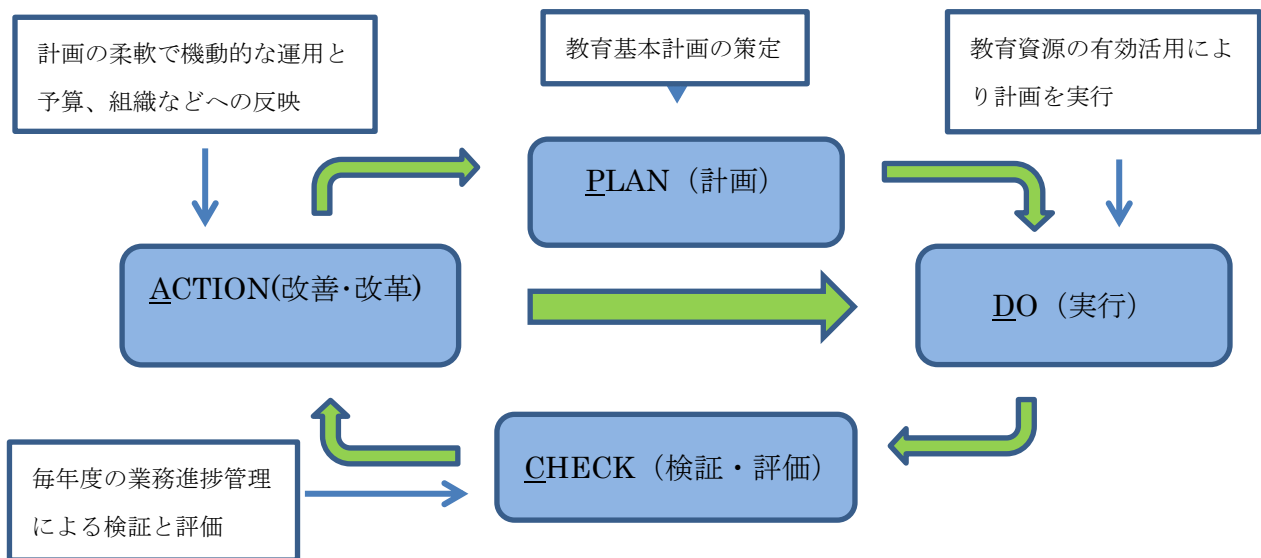 計画の柔軟で機動的な運用と
予算、組織などへの反映
教育基本計画の策定
教育資源の有効活用によ
り計画を実行
PLAN（計画）
ACTION(改善･改革)
DO（実行）
CHECK（検証・評価）
毎年度の業務進捗管理
による検証と評価